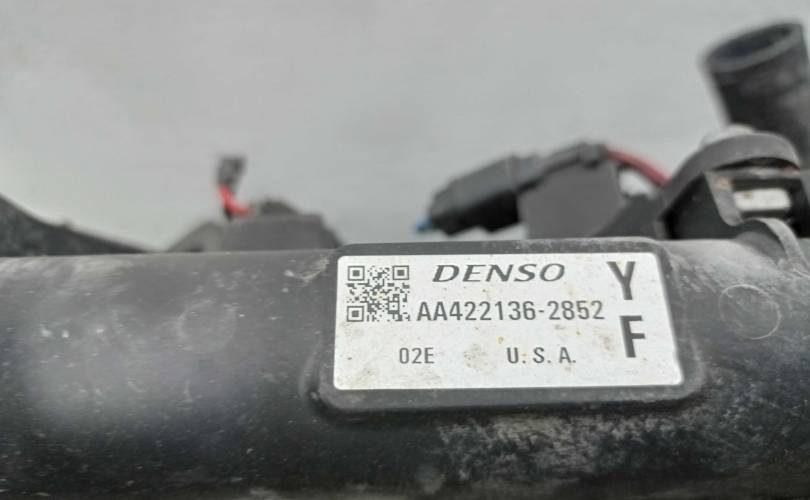 DENSO Y
AA422136-2852
F
02E U.S.A.